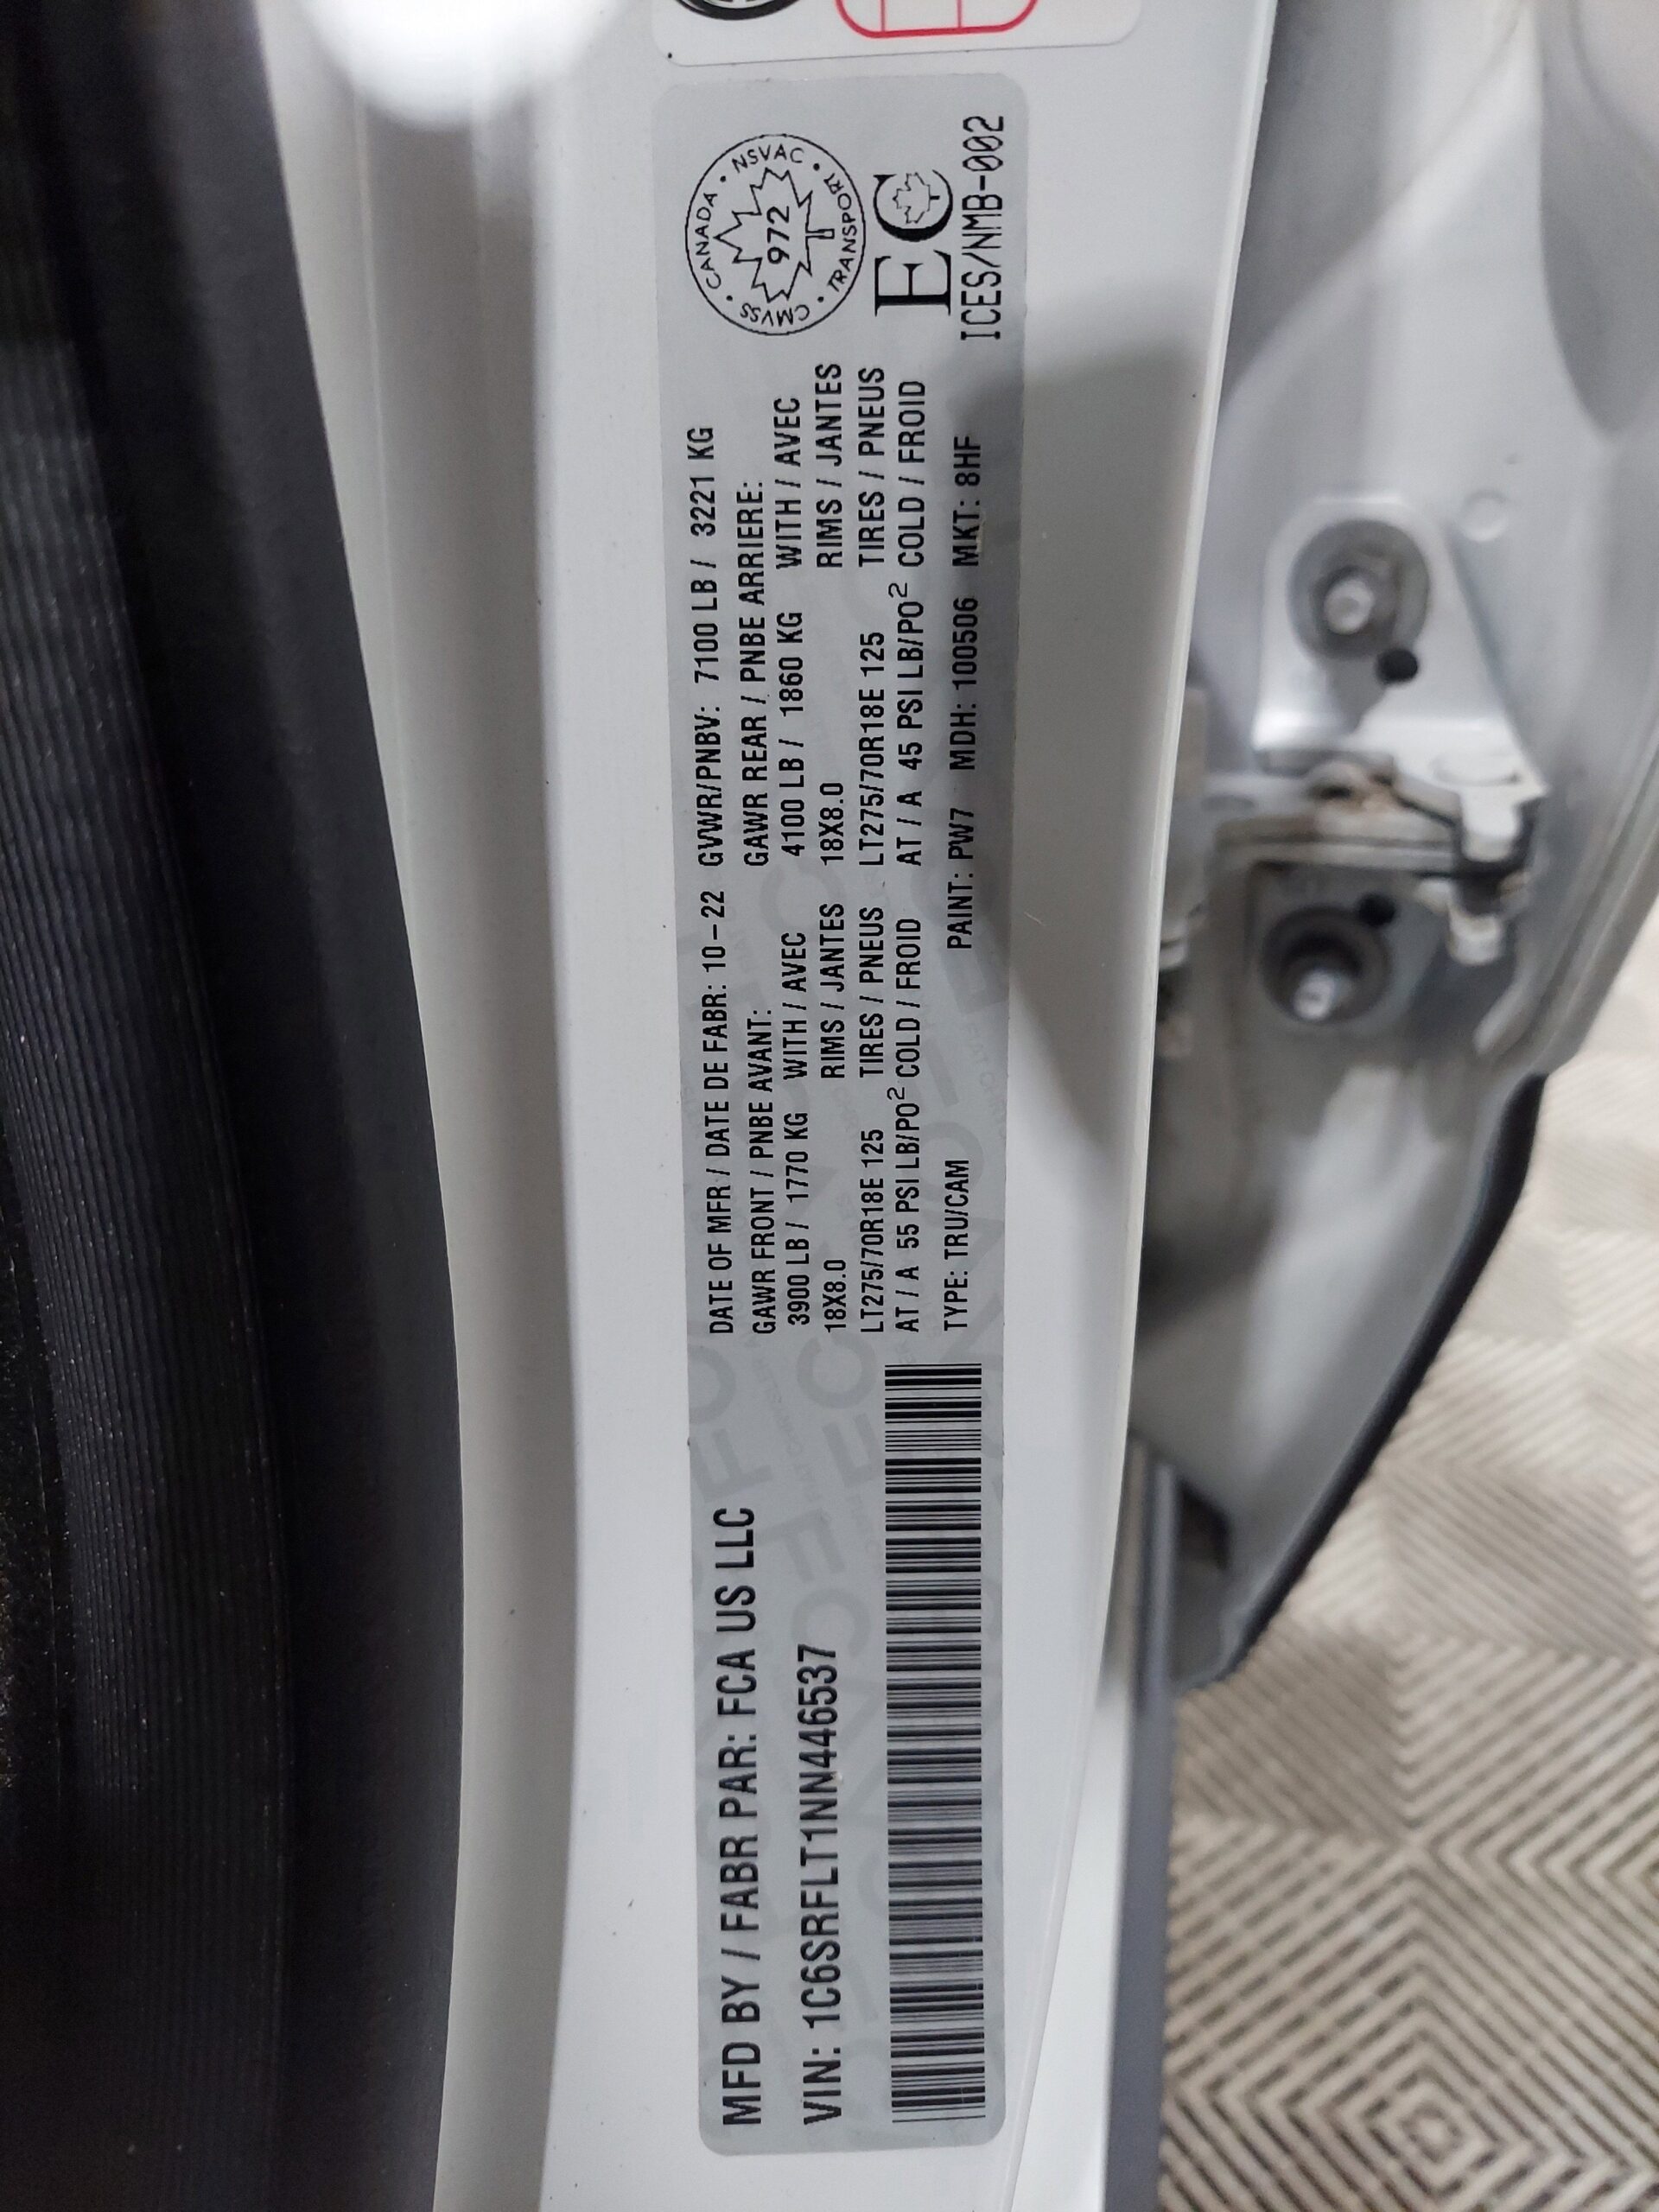 MFD BY / FABR PAR: FCA US LLC
VIN: 1C6SRFLT1NN446537
DATE OF MFR / DATE DE FABR: 10-22 GVWR/PNBV: 7100 LB / 3221 KG
GAWR FRONT / PNBE AVANT: GAWR REAR / PNBE ARRIERE:
3900 LB / 1770 KG WITH / AVEC 4100 LB / 1860 KG WITH / AVEC
18X8.0 RIMS / JANTES 18X8.0 RIMS / JANTES
LT275/70R18E 125 TIRES / PNEUS LT275/70R18E 125 TIRES / PNEUS
AT / A 55 PSI LB/PO² COLD / FROID AT / A 45 PSI LB/PO² COLD / FROID
TYPE: TRU/CAM PAINT: PW7 MDH: 100506 MKT: 8HF
CANADA · NSVAC · TRANSPORT · CMVSS ·
972
EC
ICES/NMB-002